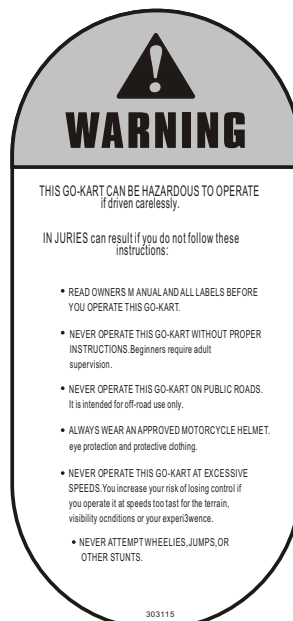 WARNING
THIS GO-KART CAN BE HAZARDOUS TO OPERATE
if driven carelessly.
IN JURIES can result if you do not follow these
instructions:
• READ OWNERS M ANUAL AND ALL LABELS BEFORE
YOU OPERATE THIS GO-KART.
• NEVER OPERATE THIS GO-KART WITHOUT PROPER
INSTRUCTIONS.Beginners require adult
supervision.
• NEVER OPERATE THIS GO-KART ON PUBLIC ROADS.
It is intended for off-road use only.
• ALWAYS WEAR AN APPROVED MOTORCYCLE HELMET.
eye protection and protective clothing.
• NEVER OPERATE THIS GO-KART AT EXCESSIVE
SPEEDS.You increase your risk of losing control if
you operate it at speeds too tast for the terrain,
visibility ocnditions or your experi3wence.
• NEVER ATTEMPT WHEELIES,JUMPS,OR
OTHER STUNTS.
303115